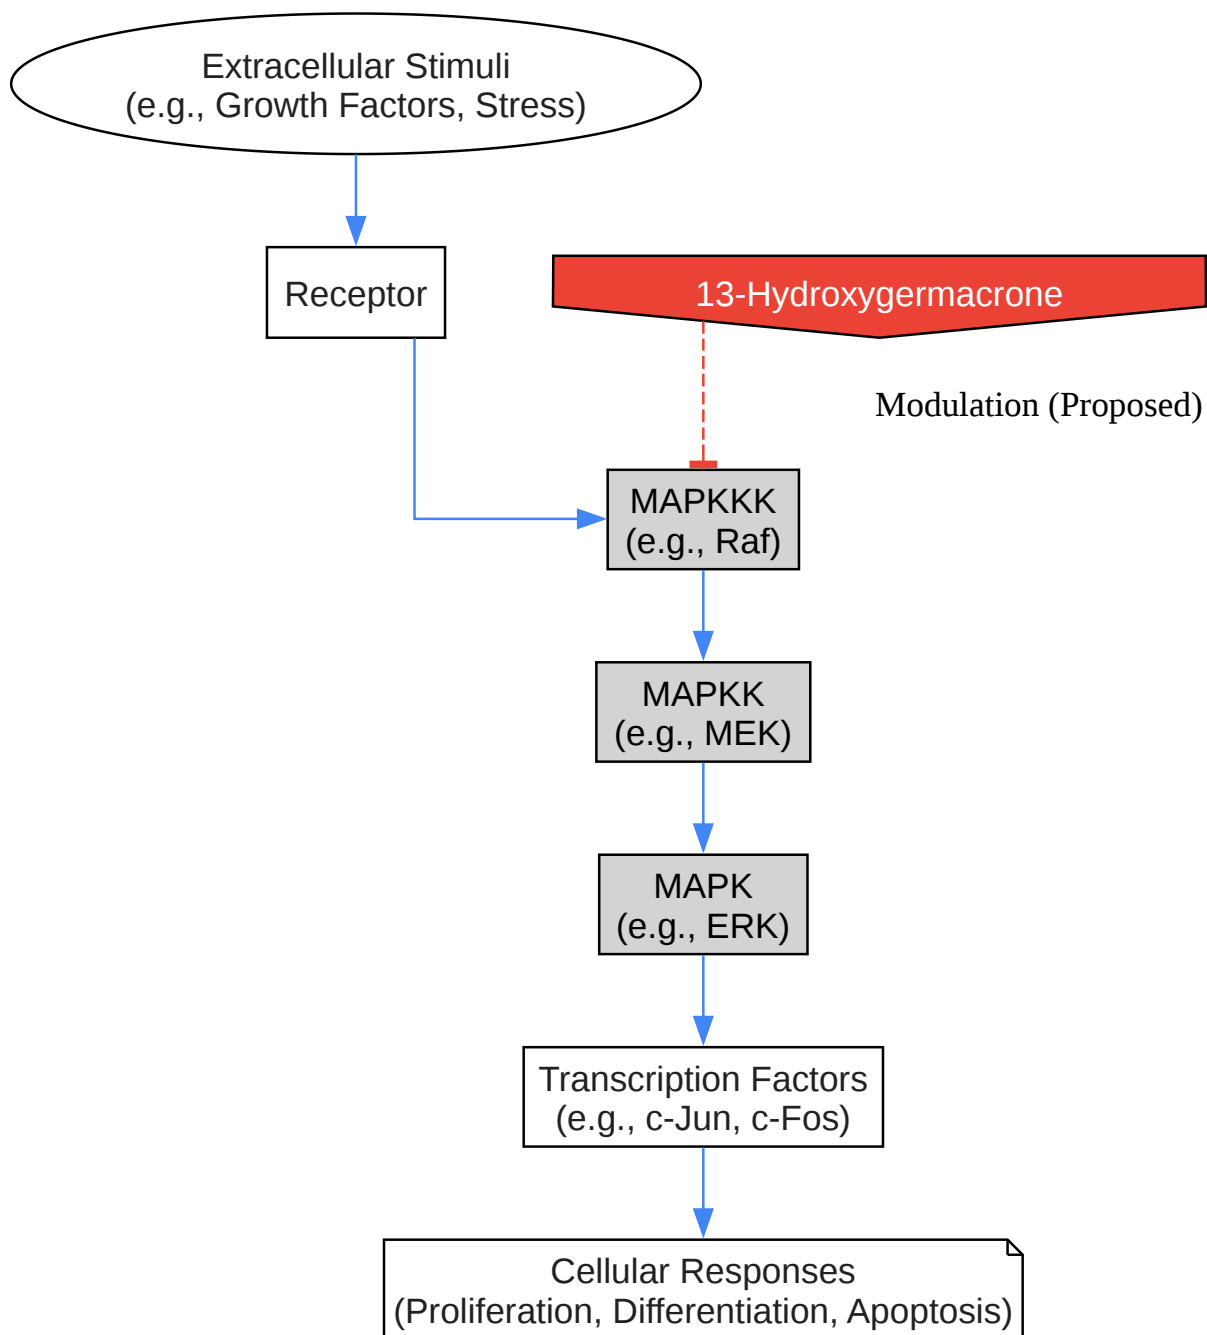 Extracellular Stimuli
(e.g., Growth Factors, Stress)
Receptor
13-Hydroxygermacrone
Modulation (Proposed)
MAPKKK
(e.g., Raf)
MAPKK
(e.g., MEK)
MAPK
(e.g., ERK)
Transcription Factors
(e.g., c-Jun, c-Fos)
Cellular Responses
(Proliferation, Differentiation, Apoptosis)